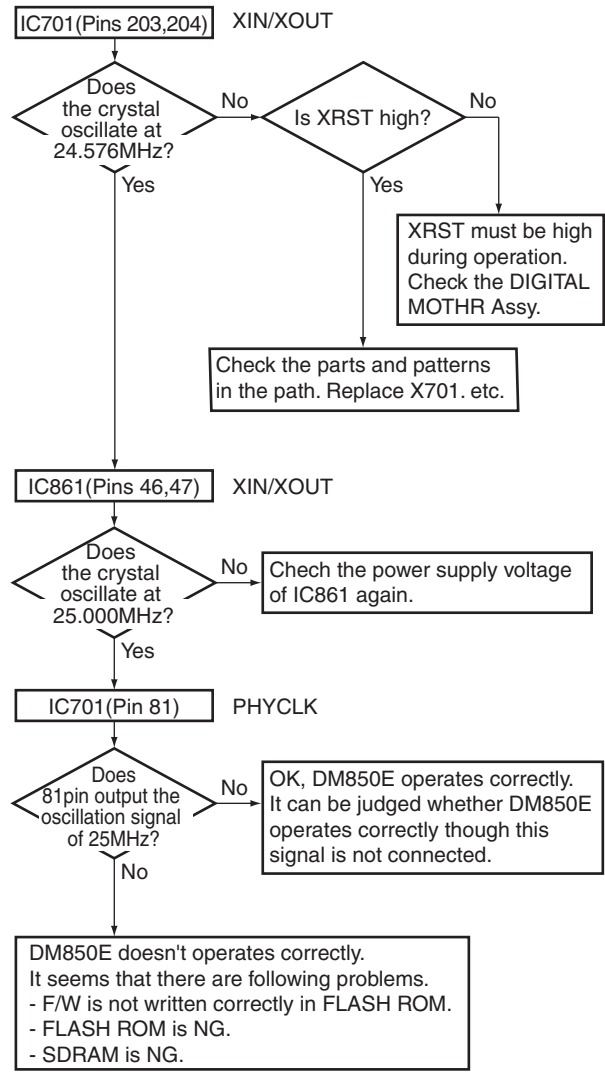 IC701(Pins 203,204)
XIN/XOUT
Does
the crystal
oscillate at
24.576MHz?
No
Is XRST high?
No
Yes
Yes
XRST must be high
during operation.
Check the DIGITAL
MOTHR Assy.
Check the parts and patterns
in the path. Replace X701. etc.
IC861(Pins 46,47)
XIN/XOUT
Does
the crystal
oscillate at
25.000MHz?
No
Chech the power supply voltage
of IC861 again.
Yes
IC701(Pin 81)
PHYCLK
Does
81pin output the
oscillation signal
of 25MHz?
No
OK, DM850E operates correctly.
It can be judged whether DM850E
operates correctly though this
signal is not connected.
No
DM850E doesn't operates correctly.
It seems that there are following problems.
- F/W is not written correctly in FLASH ROM.
- FLASH ROM is NG.
- SDRAM is NG.